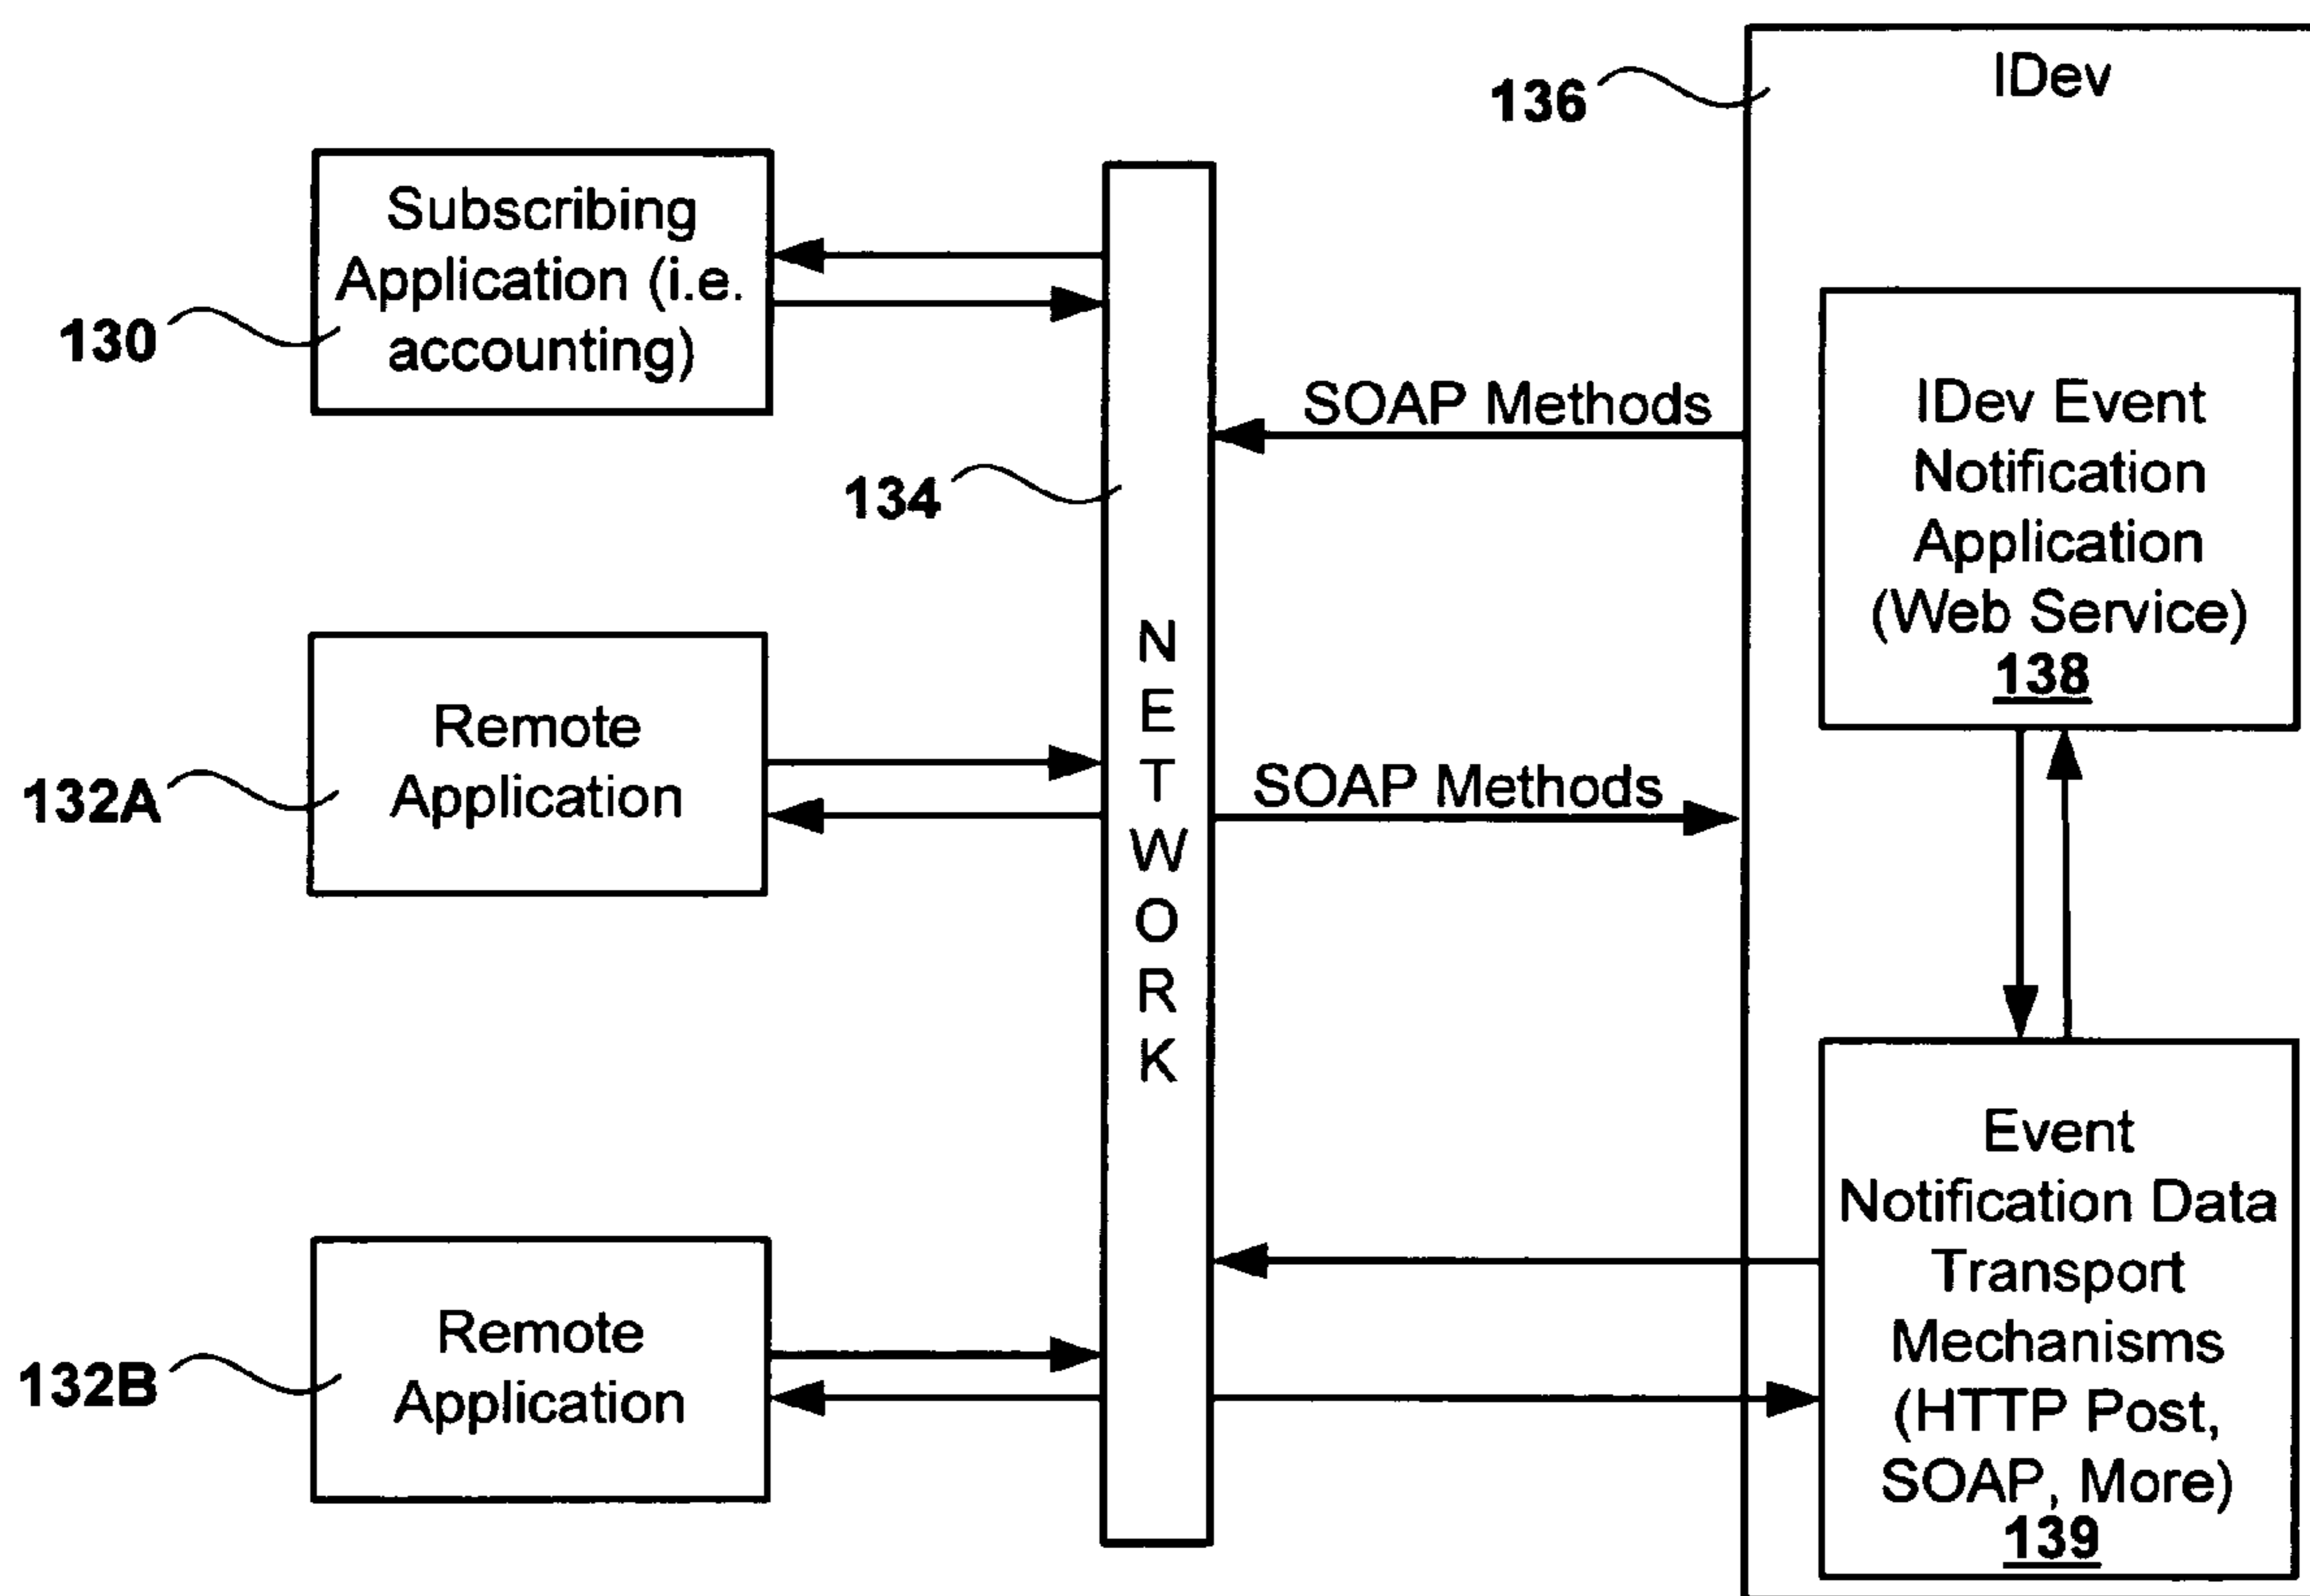 IDev
136
Subscribing
Application (i.e.
accounting)
130
SOAP Methods
134
IDev Event
Notification
Application
(Web Service)
138
Remote
Application
132A
NETWORK
SOAP Methods
Event
Notification Data
Transport
Mechanisms
(HTTP Post,
SOAP, More)
139
Remote
Application
132B